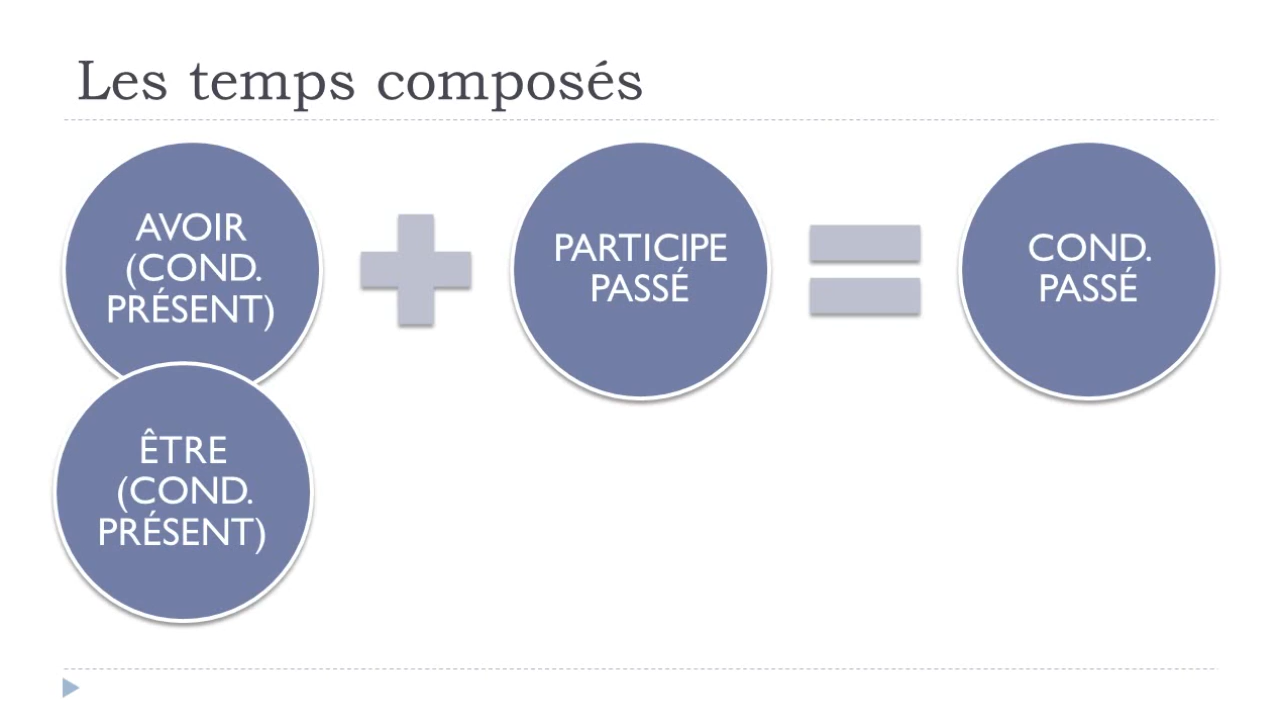 Les temps composés
AVOIR
(COND.
PRÉSENT)
PARTICIPE
PASSÉ
COND.
PASSÉ
ÊTRE
(COND.
PRÉSENT)